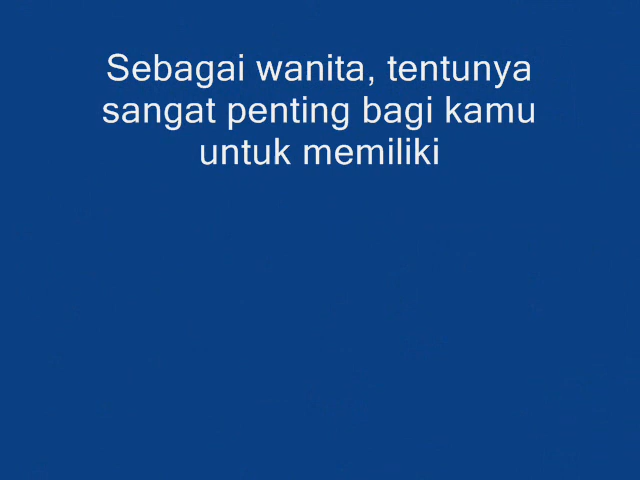 Sebagai wanita, tentunya
sangat penting bagi kamu
untuk memiliki